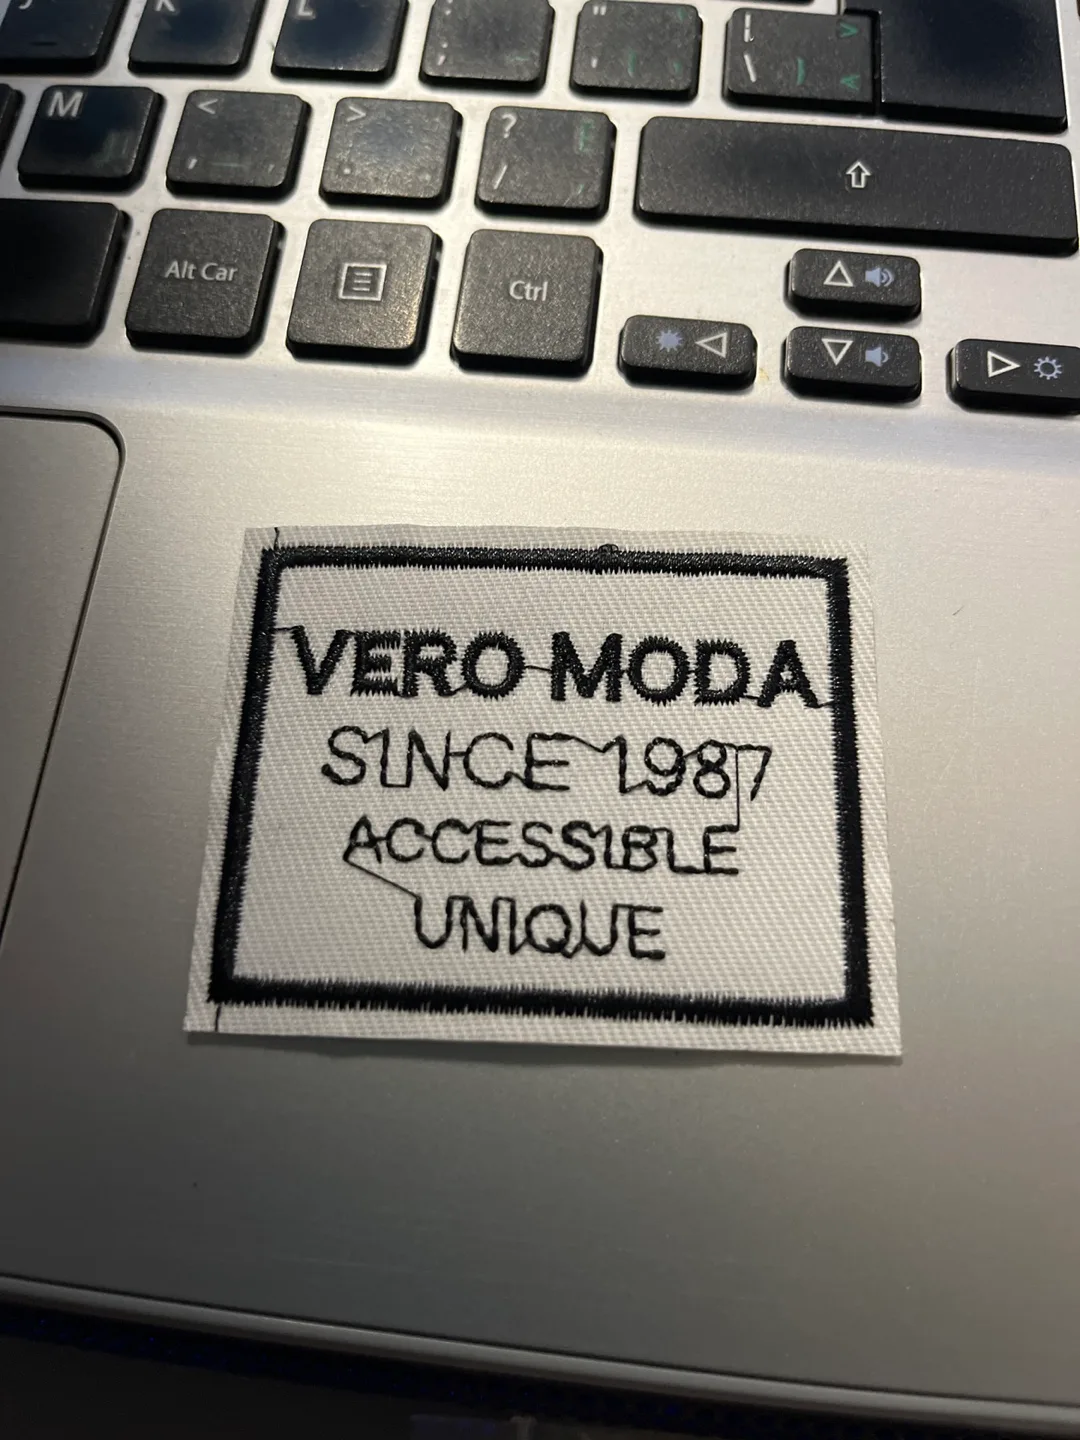 J K L : ; " ' | \
M < , > . ? /
Alt Car Ctrl
VERO MODA
SINCE 1987
ACCESSIBLE
UNIQUE